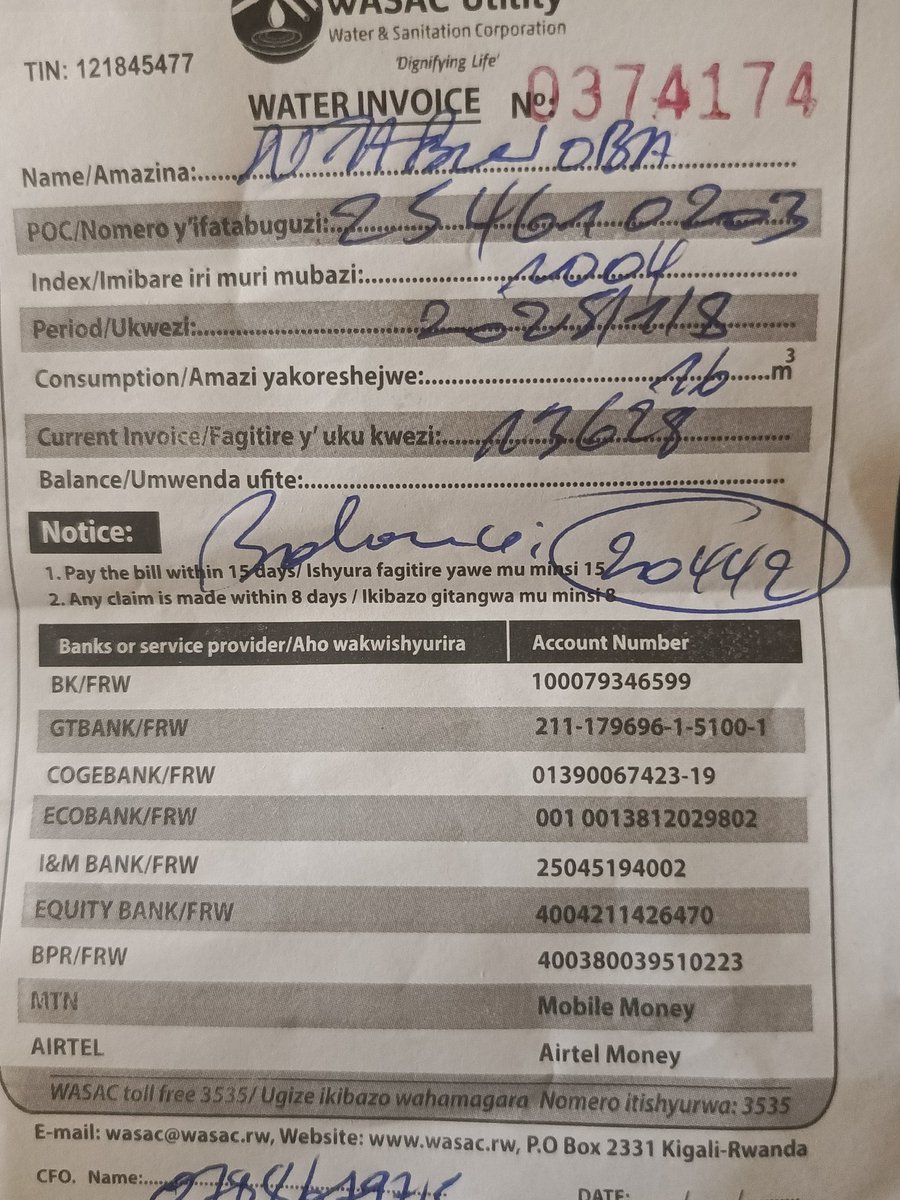 WASAC Utility
Water & Sanitation Corporation
'Dignifying Life'
TIN: 121845477
WATER INVOICE Nº: 0374174
Name/Amazina:
POC/Nomero y'ifatabuguzi: 254610203
Index/Imibare iri muri mubazi: 1004
Period/Ukwezi: 2025/1/8
Consumption/Amazi yakoreshejwe: 16 m³
Current Invoice/Fagitire y' uku kwezi: 13628
Balance/Umwenda ufite:
Notice: Balance: 20442
1. Pay the bill within 15 days/ Ishyura fagitire yawe mu minsi 15
2. Any claim is made within 8 days / Ikibazo gitangwa mu minsi 8
Banks or service provider/Aho wakwishyurira Account Number
BK/FRW 100079346599
GTBANK/FRW 211-179696-1-5100-1
COGEBANK/FRW 01390067423-19
ECOBANK/FRW 001 0013812029802
I&M BANK/FRW 25045194002
EQUITY BANK/FRW 4004211426470
BPR/FRW 400380039510223
MTN Mobile Money
AIRTEL Airtel Money
WASAC toll free 3535/ Ugize ikibazo wahamagara Nomero itishyurwa: 3535
E-mail: wasac@wasac.rw, Website: www.wasac.rw, P.O Box 2331 Kigali-Rwanda
CFO. Name: DATE: /